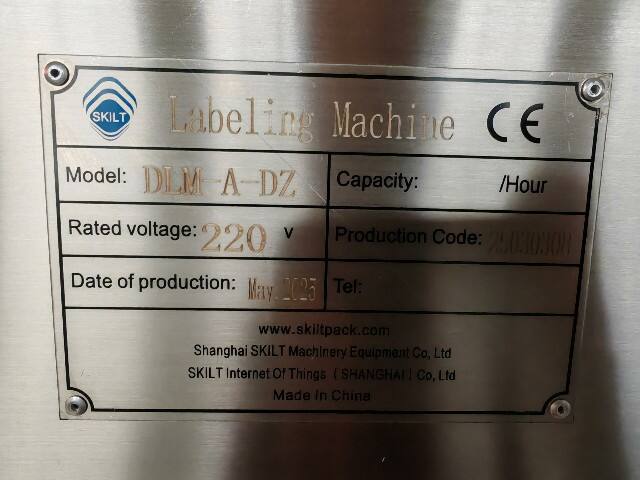 SKILT
Labeling Machine CE
Model: DLM-A-DZ
Capacity: /Hour
Rated voltage: 220 V
Production Code:
Date of production: May.2025
Tel:
www.skiltpack.com
Shanghai SKILT Machinery Equipment Co, Ltd
SKILT Internet Of Things ( SHANGHAI ) Co, Ltd
Made In China